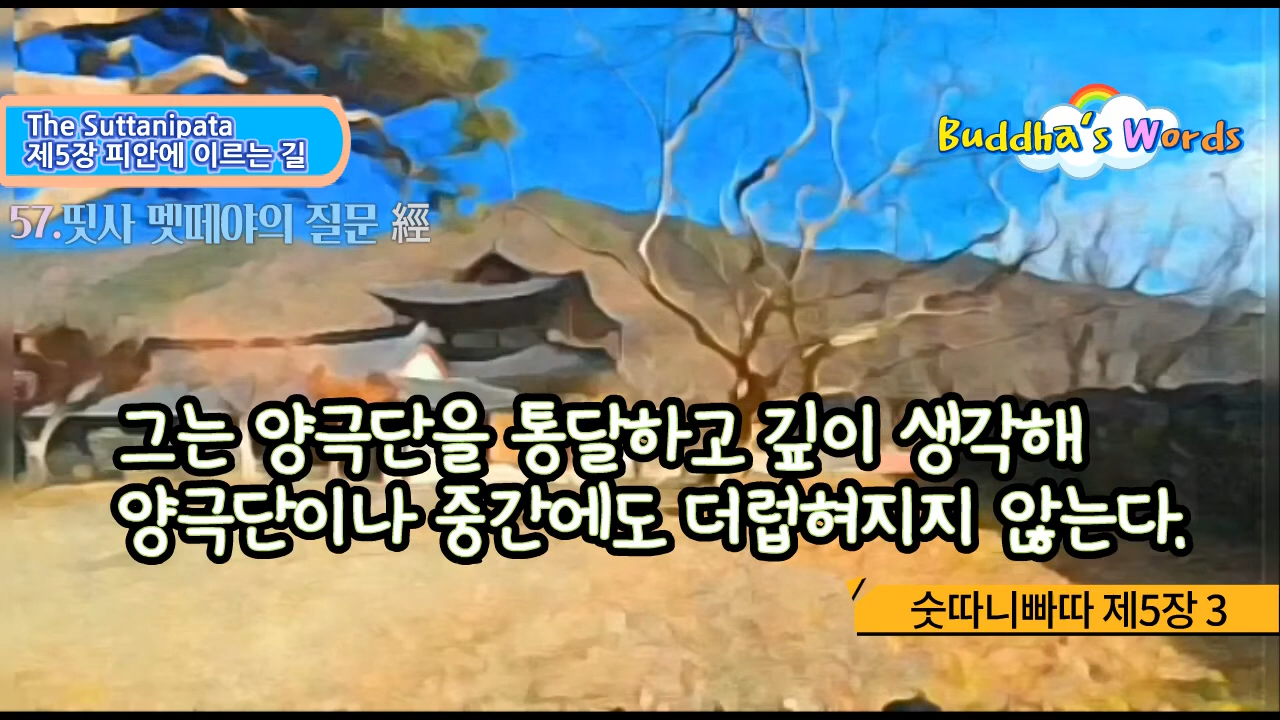 The Suttanipata
제5장 피안에 이르는 길
Buddha's Words
57.띳사 멧떼야의 질문 經
그는 양극단을 통달하고 깊이 생각해
양극단이나 중간에도 더럽혀지지 않는다.
숫따니빠따 제5장 3